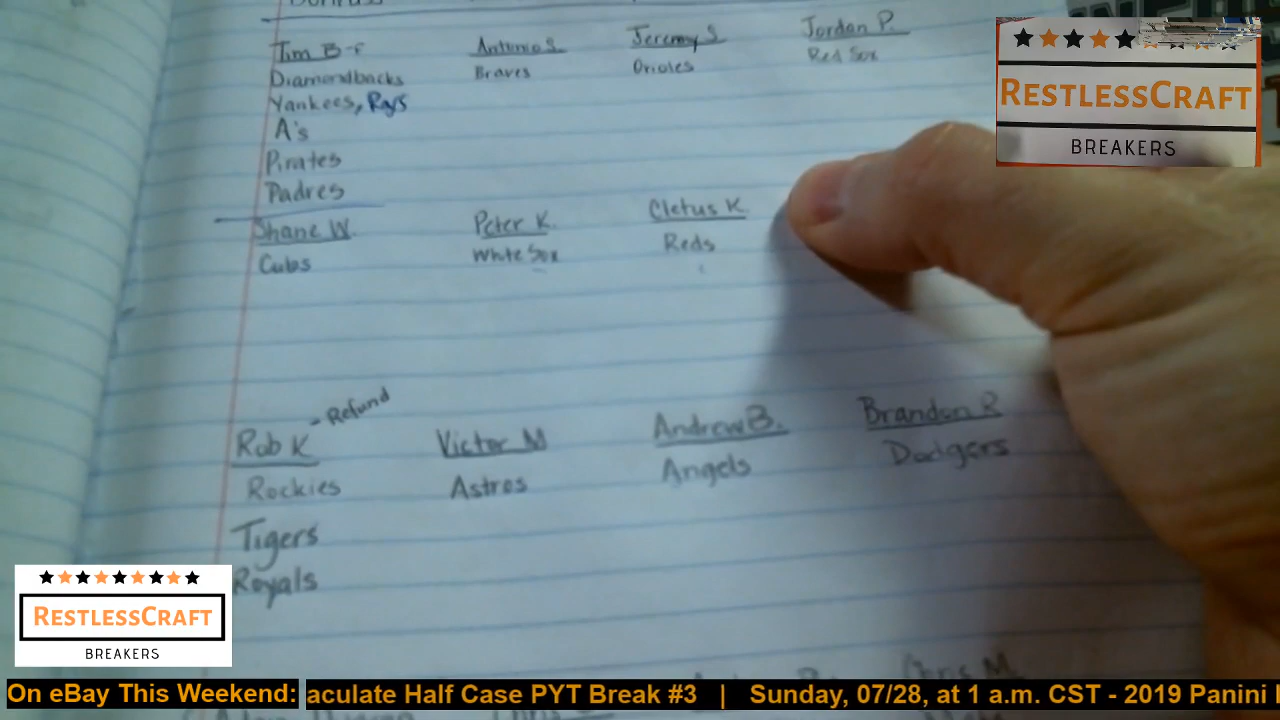 Tim B-F Antonio S. Jeremy S Jordan P.
Diamondbacks Braves Orioles Red Sox
Yankees, Rays
A's
Pirates
Padres
Shane W. Peter K. Cletus K.
Cubs White Sox Reds
- Refund
Rob K Victor M Andrew B. Brandon R
Rockies Astros Angels Dodgers
Tigers
Royals
Chris M.
RESTLESSCRAFT
BREAKERS
RESTLESSCRAFT
BREAKERS
On eBay This Weekend: aculate Half Case PYT Break #3 | Sunday, 07/28, at 1 a.m. CST - 2019 Panini